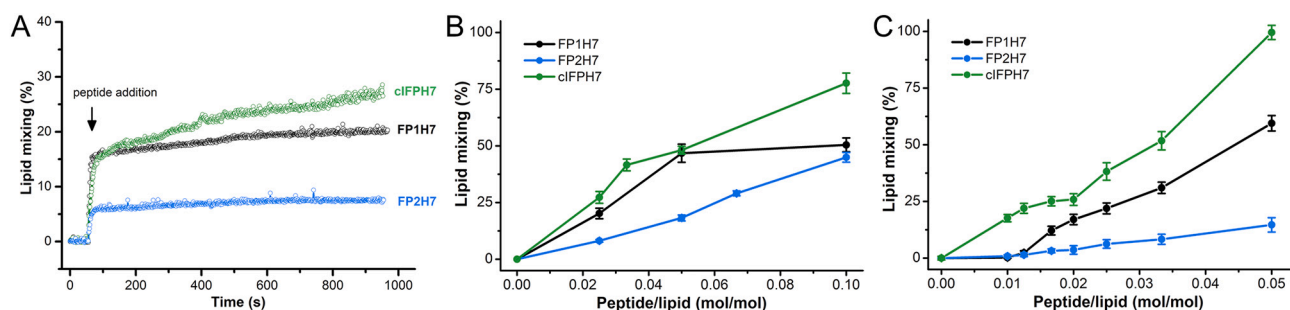 A
Lipid mixing (%)
40
30
20
10
0
peptide addition
cIFPH7
FP1H7
FP2H7
0 200 400 600 800 1000
Time (s)
B
Lipid mixing (%)
100
75
50
25
0
FP1H7
FP2H7
cIFPH7
0.00 0.02 0.04 0.06 0.08 0.10
Peptide/lipid (mol/mol)
C
Lipid mixing (%)
100
75
50
25
0
FP1H7
FP2H7
cIFPH7
0.00 0.01 0.02 0.03 0.04 0.05
Peptide/lipid (mol/mol)